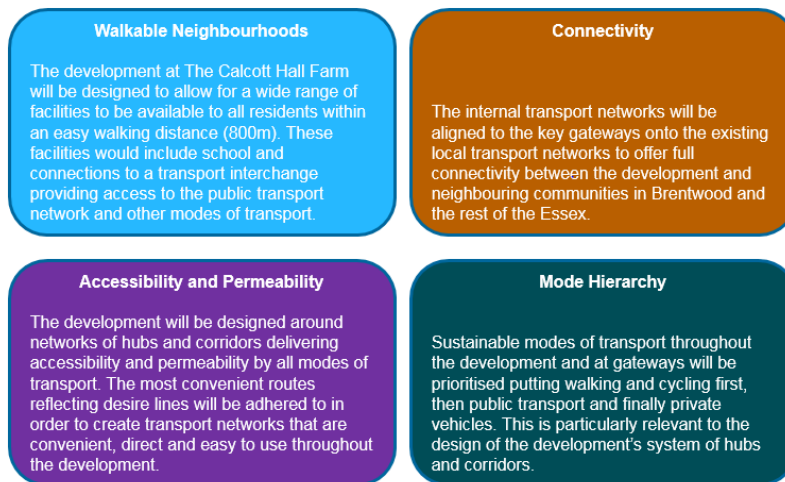 Walkable Neighbourhoods
The development at The Calcott Hall Farm
will be designed to allow for a wide range of
facilities to be available to all residents within
an easy walking distance (800m). These
facilities would include school and
connections to a transport interchange
providing access to the public transport
network and other modes of transport.
Connectivity
The internal transport networks will be
aligned to the key gateways onto the existing
local transport networks to offer full
connectivity between the development and
neighbouring communities in Brentwood and
the rest of the Essex.
Accessibility and Permeability
The development will be designed around
networks of hubs and corridors delivering
accessibility and permeability by all modes of
transport. The most convenient routes
reflecting desire lines will be adhered to in
order to create transport networks that are
convenient, direct and easy to use throughout
the development.
Mode Hierarchy
Sustainable modes of transport throughout
the development and at gateways will be
prioritised putting walking and cycling first,
then public transport and finally private
vehicles. This is particularly relevant to the
design of the development's system of hubs
and corridors.